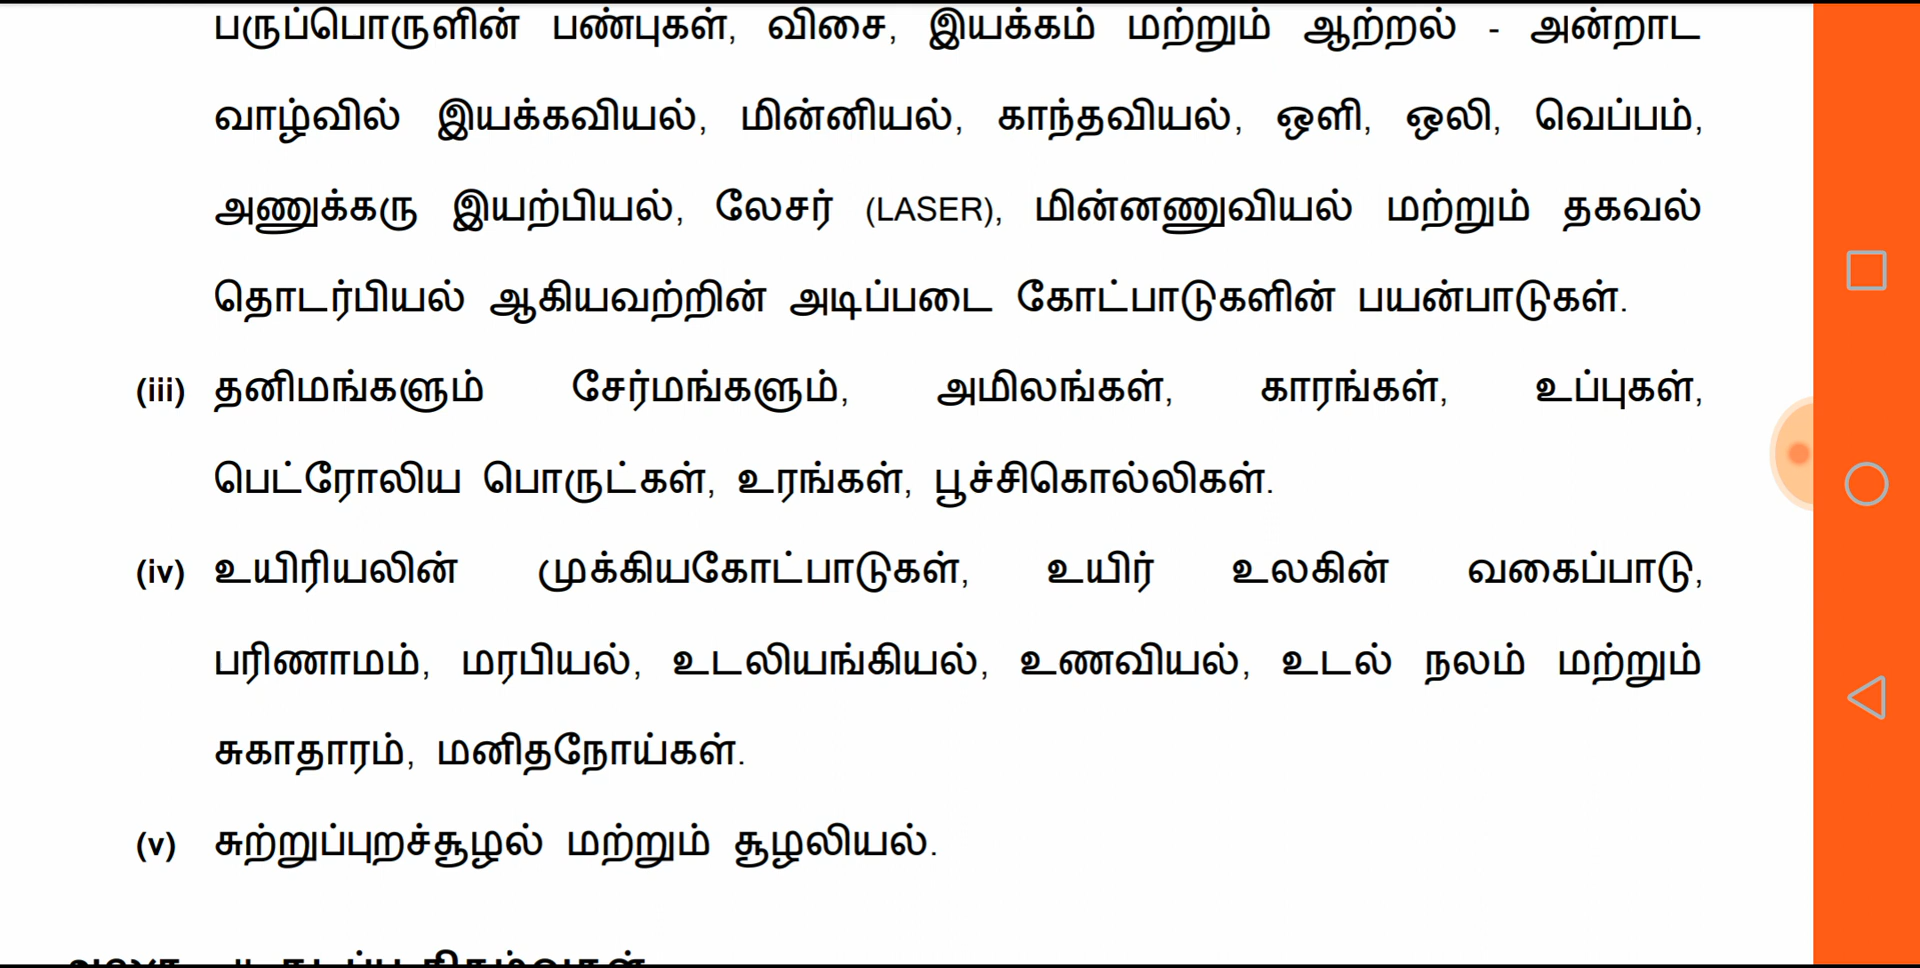 பருப்பொருளின் பண்புகள், விசை, இயக்கம் மற்றும் ஆற்றல் - அன்றாட
வாழ்வில் இயக்கவியல், மின்னியல், காந்தவியல், ஒளி, ஒலி, வெப்பம்,
அணுக்கரு இயற்பியல், லேசர் (LASER), மின்னணுவியல் மற்றும் தகவல்
தொடர்பியல் ஆகியவற்றின் அடிப்படை கோட்பாடுகளின் பயன்பாடுகள்.
(iii) தனிமங்களும் சேர்மங்களும், அமிலங்கள், காரங்கள், உப்புகள்,
பெட்ரோலிய பொருட்கள், உரங்கள், பூச்சிகொல்லிகள்.
(iv) உயிரியலின் முக்கியகோட்பாடுகள், உயிர் உலகின் வகைப்பாடு,
பரிணாமம், மரபியல், உடலியங்கியல், உணவியல், உடல் நலம் மற்றும்
சுகாதாரம், மனிதநோய்கள்.
(v) சுற்றுப்புறச்சூழல் மற்றும் சூழலியல்.